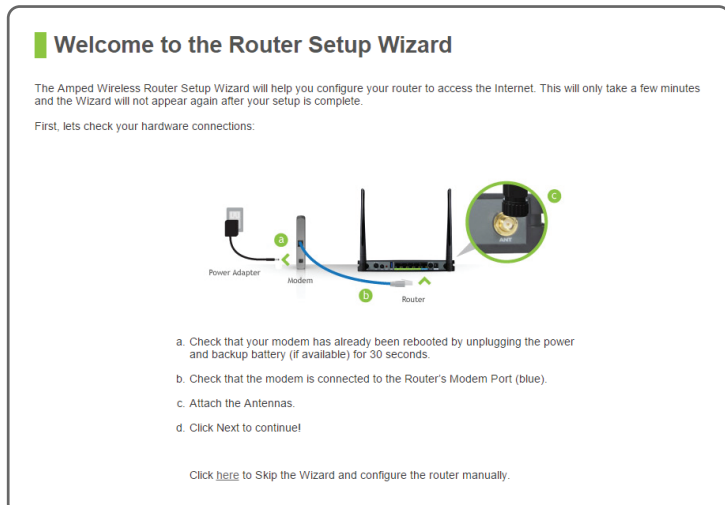 Welcome to the Router Setup Wizard
The Amped Wireless Router Setup Wizard will help you configure your router to access the Internet. This will only take a few minutes
and the Wizard will not appear again after your setup is complete.
First, lets check your hardware connections:
c
a
ANT
Power Adapter
Modem
b
Router
a. Check that your modem has already been rebooted by unplugging the power
and backup battery (if available) for 30 seconds.
b. Check that the modem is connected to the Router's Modem Port (blue).
c. Attach the Antennas.
d. Click Next to continue!
Click here to Skip the Wizard and configure the router manually.